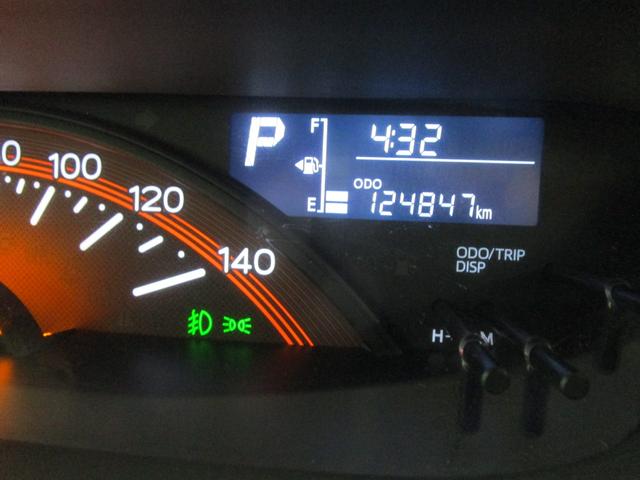 P
F
4:32
ODO
E
124847km
0
100
120
140
ODO/TRIP
DISP
H-
M